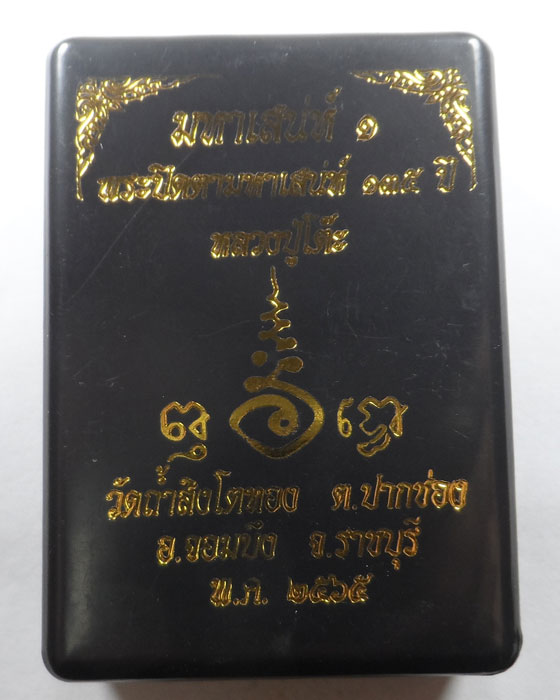 มหาเสน่ห์ ๑
พระปิดตามหาเสน่ห์ ๑๓๕ ปี
หลวงปู่โต๊ะ
วัดถ้ำสิงโตทอง ต.ปากช่อง
อ.จอมบึง จ.ราชบุรี
พ.ศ. ๒๕๖๕